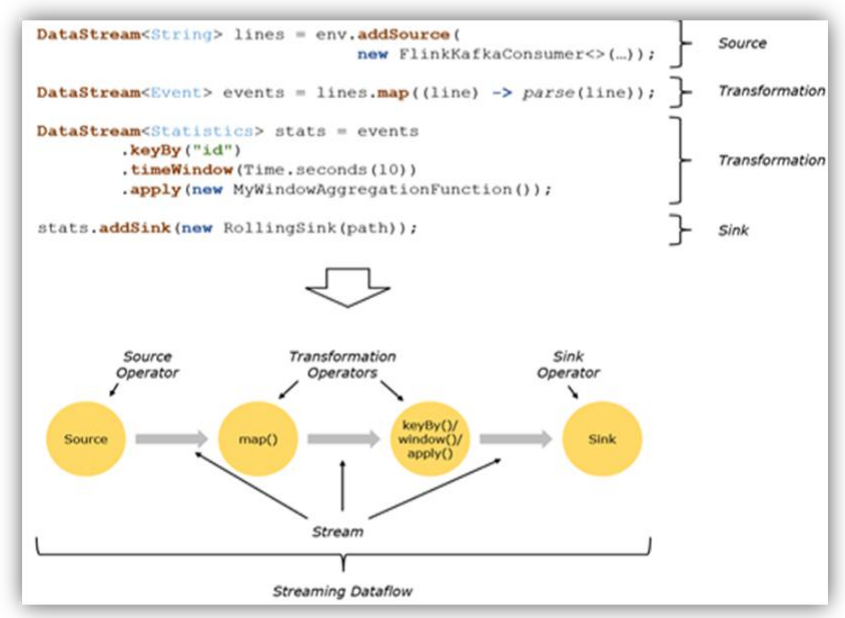 DataStream<String> lines = env.addSource(
new FlinkKafkaConsumer<>(…));
Source
DataStream<Event> events = lines.map((line) -> parse(line));
Transformation
DataStream<Statistics> stats = events
.keyBy("id")
.timeWindow(Time.seconds(10))
.apply(new MyWindowAggregationFunction());
Transformation
stats.addSink(new RollingSink(path));
Sink
Source
Operator
Transformation
Operators
Sink
Operator
Source
map()
keyBy()/
window()/
apply()
Sink
Stream
Streaming Dataflow